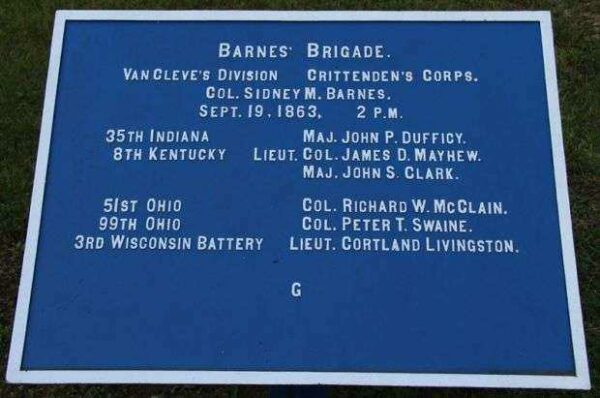 BARNES' BRIGADE.
VANCLEVE'S DIVISION CRITTENDEN'S CORPS.
COL. SIDNEY M. BARNES.
SEPT. 19, 1863, 2 P.M.
35TH INDIANA MAJ. JOHN P. DUFFICY.
8TH KENTUCKY LIEUT. COL. JAMES D. MAYHEW.
MAJ. JOHN S. CLARK.
51ST OHIO COL. RICHARD W. MCCLAIN.
99TH OHIO COL. PETER T. SWAINE.
3RD WISCONSIN BATTERY LIEUT. CORTLAND LIVINGSTON.
G